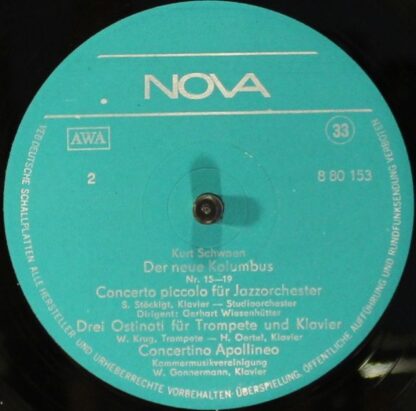 NOVA
AWA
33
2
8 80 153
Kurt Schwaen
Der neue Kolumbus
Nr. 15—19
Concerto piccolo für Jazzorchester
S. Stöckigt, Klavier — Studioorchester
Dirigent: Gerhart Wiesenhütter
Drei Ostinati für Trompete und Klavier
W. Krug, Trompete — H. Oertel, Klavier
Concertino Apollineo
Kammermusikvereinigung
W. Gonnermann, Klavier
VEB DEUTSCHE SCHALLPLATTEN ALLE HERSTELLER UND URHEBERRECHTE VORBEHALTEN · ÜBERSPIELUNG, ÖFFENTLICHE AUFFÜHRUNG UND RUNDFUNKSENDUNG VERBOTEN